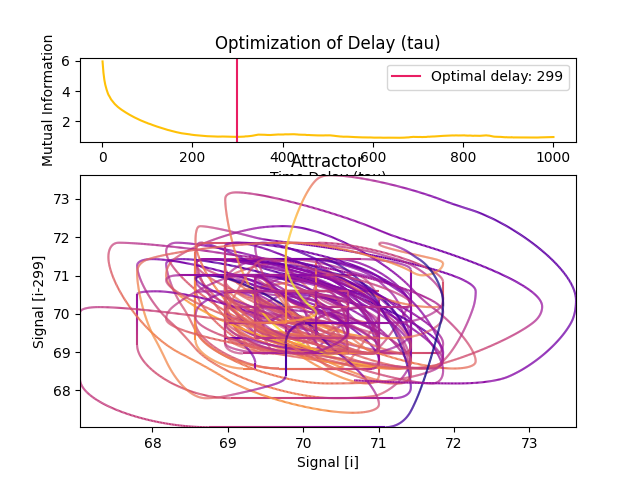 Optimization of Delay (tau)
Mutual Information
6
4
2
Optimal delay: 299
0 200 400 600 800 1000
Time Delay (tau)
Attractor
Signal [i-299]
73
72
71
70
69
68
68 69 70 71 72 73
Signal [i]